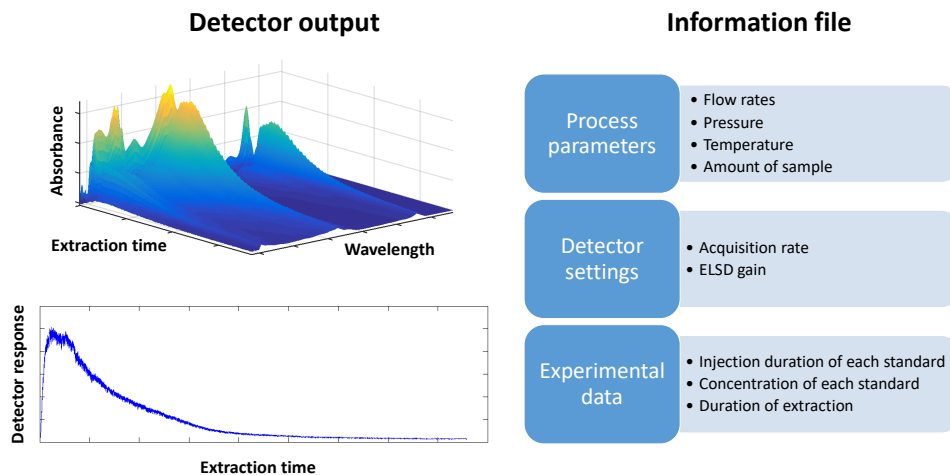 Detector output
Absorbance
Extraction time
Wavelength
Detector response
Extraction time
Information file
Process
parameters
• Flow rates
• Pressure
• Temperature
• Amount of sample
Detector
settings
• Acquisition rate
• ELSD gain
Experimental
data
• Injection duration of each standard
• Concentration of each standard
• Duration of extraction